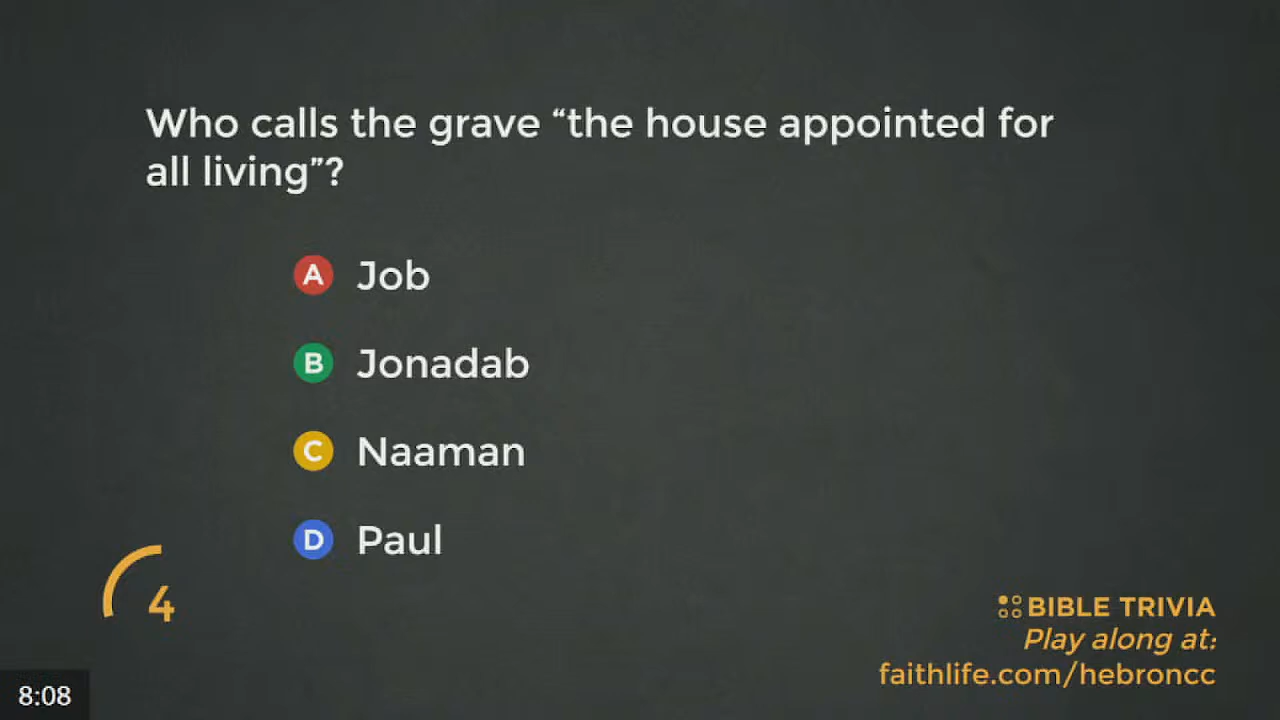 Who calls the grave “the house appointed for
all living”?
A Job
B Jonadab
C Naaman
D Paul
4
BIBLE TRIVIA
Play along at:
faithlife.com/hebroncc
8:08